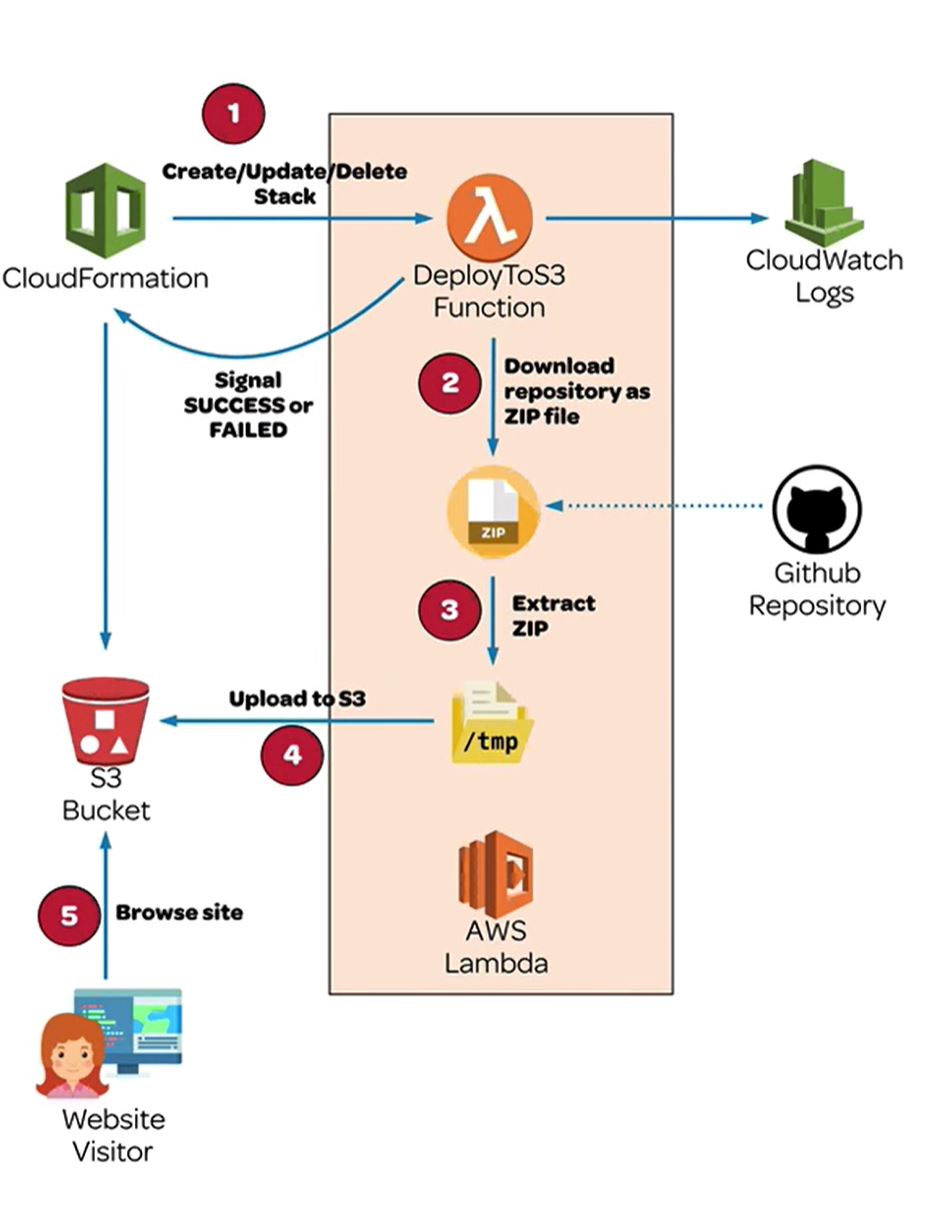 1
Create/Update/Delete
Stack
CloudFormation
DeployToS3
Function
CloudWatch
Logs
Signal
SUCCESS or
FAILED
2
Download
repository as
ZIP file
ZIP
Github
Repository
3
Extract
ZIP
/tmp
Upload to S3
4
S3
Bucket
AWS
Lambda
5
Browse site
Website
Visitor